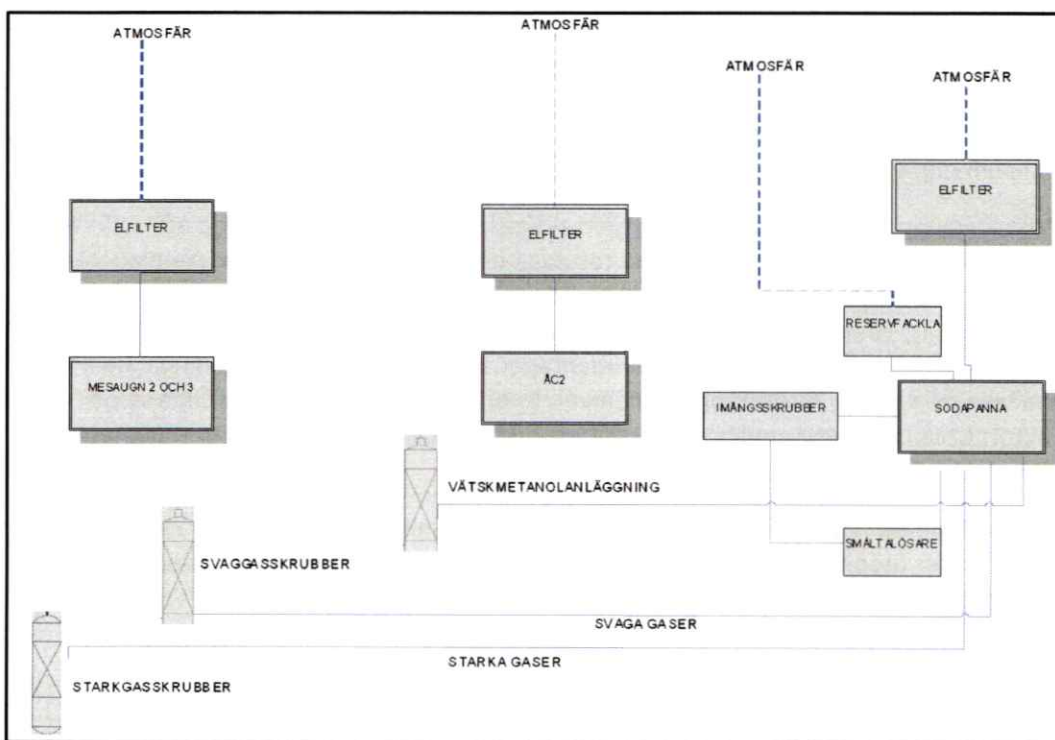 ATMOSFÄR
ATMOSFÄR
ATMOSFÄR
ATMOSFÄR
ELFILTER
ELFILTER
ELFILTER
RESERVFACKLA
MESAUGN 2 OCH 3
ÅC2
IMÅNGSSKRUBBER
SODAPANNA
VÄTSKMETANOLANLÄGGNING
SMÄLTALÖSARE
SVAGGASSKRUBBER
SVAGA GASER
STARKA GASER
STARKGASSKRUBBER